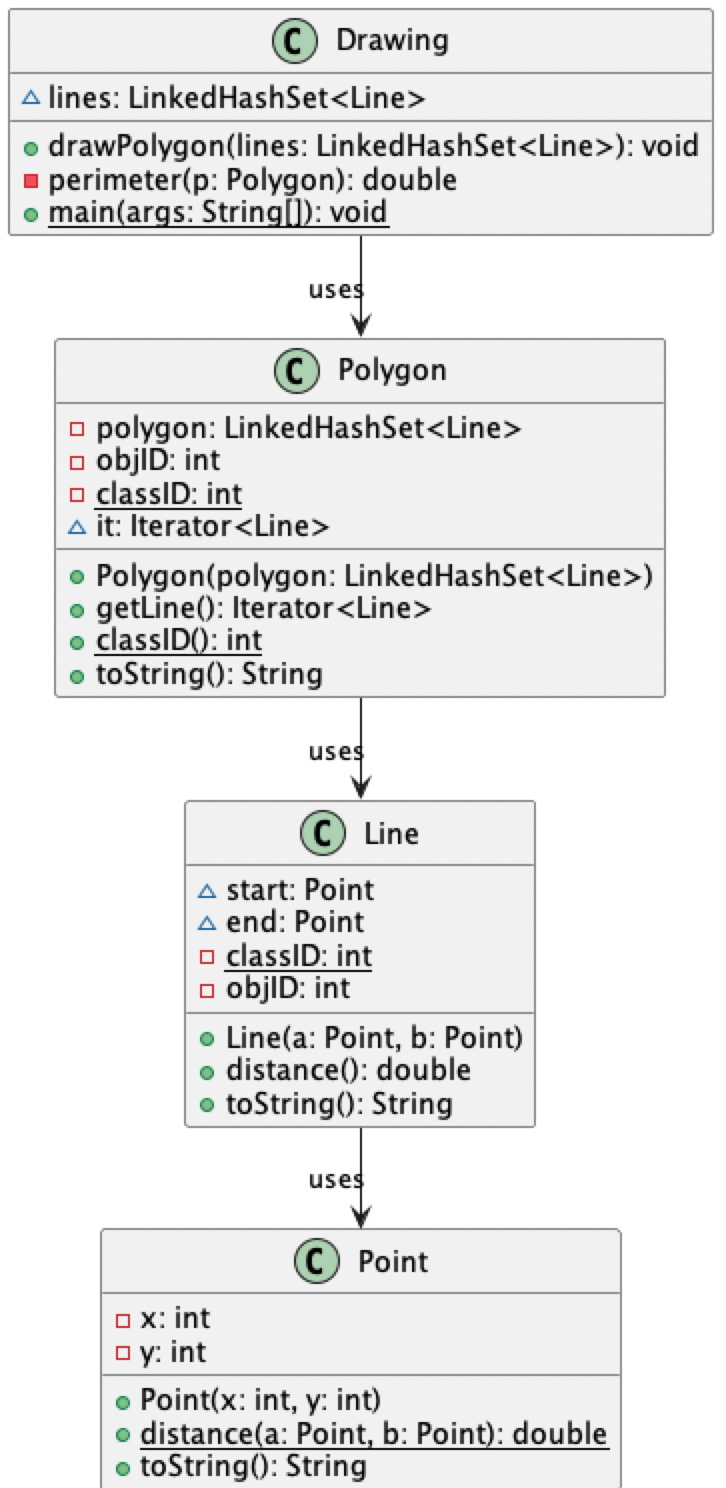 C Drawing
lines: LinkedHashSet<Line>
drawPolygon(lines: LinkedHashSet<Line>): void
perimeter(p: Polygon): double
main(args: String[]): void
uses
C Polygon
polygon: LinkedHashSet<Line>
objID: int
classID: int
it: Iterator<Line>
Polygon(polygon: LinkedHashSet<Line>)
getLine(): Iterator<Line>
classID(): int
toString(): String
uses
C Line
start: Point
end: Point
classID: int
objID: int
Line(a: Point, b: Point)
distance(): double
toString(): String
uses
C Point
x: int
y: int
Point(x: int, y: int)
distance(a: Point, b: Point): double
toString(): String